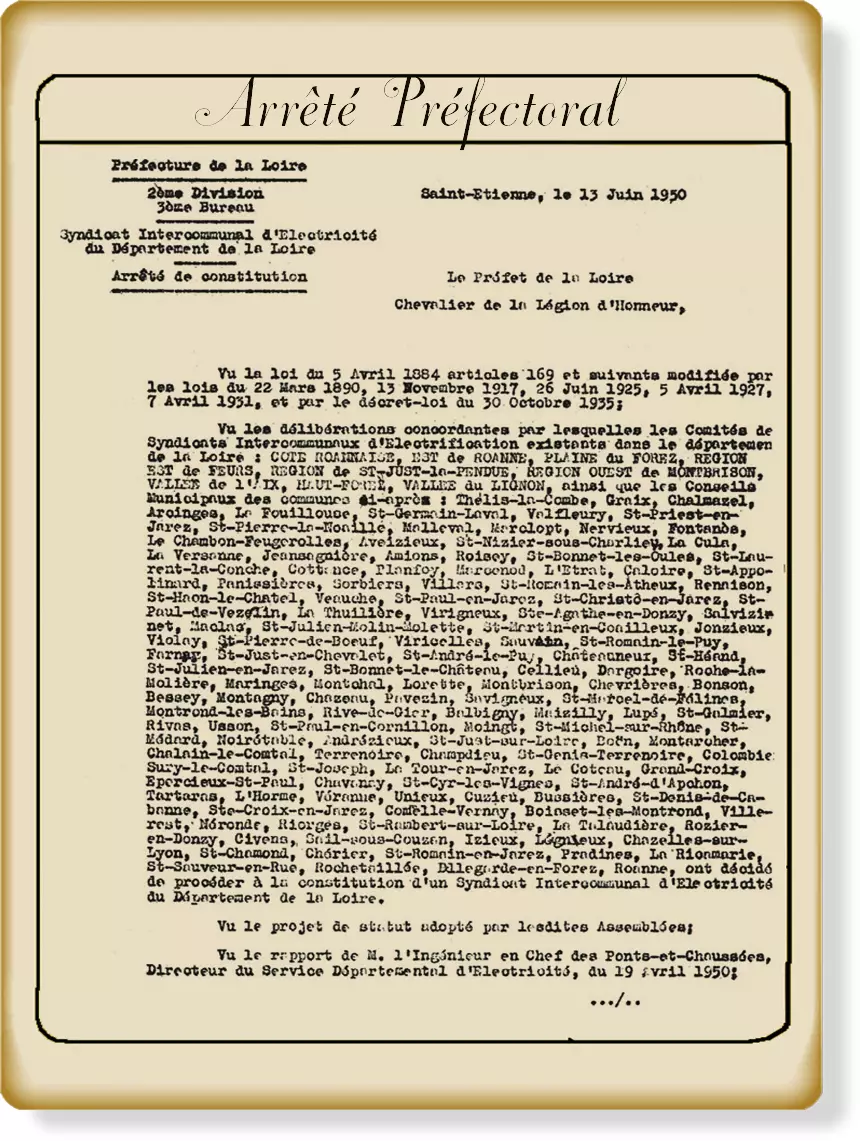 Arrêté Préfectoral
Préfecture de la Loire
2ème Division
3ème Bureau
Saint-Etienne, le 13 Juin 1950
Syndicat Intercommunal d'Electricité
du Département de la Loire
Arrêté de constitution
Le Préfet de la Loire
Chevalier de la Légion d'Honneur,
Vu la loi du 5 Avril 1884 articles 169 et suivants modifiée par
les lois du 22 Mars 1890, 13 Novembre 1917, 26 Juin 1925, 5 Avril 1927,
7 Avril 1931, et par le décret-loi du 30 Octobre 1935;
Vu les délibérations concordantes par lesquelles les Comités de
Syndicats Intercommunaux d'Electrification existants dans le départemen
de la Loire : COTE ROANNAISE, EST de ROANNE, PLAINE du FOREZ, REGION
EST de FEURS, REGION de ST-JUST-la-PENDUE, REGION OUEST de MONTBRISON,
VALLEE de l'AIX, HAUT-FOREZ, VALLEE du LIGNON, ainsi que les Conseils
Municipaux des communes ci-après : Thélis-la-Combe, Graix, Chalmazel,
Arcinges, La Fouillouse, St-Germain-Laval, Valfleury, St-Priest-en-
Jarez, St-Pierre-la-Noaille, Malleval, Marclopt, Nervieux, Fontanès,
Le Chambon-Feugerolles, Aveizieux, St-Nizier-sous-Charlieu, La Cula,
La Versanne, Jeansagnière, Amions, Roisey, St-Bonnet-les-Oules, St-Lau-
rent-la-Conche, Cottance, Planfoy, Marcenod, L'Etrat, Caloire, St-Appo-
linard, Panissières, Sorbiers, Villars, St-Romain-les-Atheux, Renaison,
St-Haon-le-Chatel, Veauche, St-Paul-en-Jarez, St-Christô-en-Jarez, St-
Paul-de-Vezelin, La Thuilière, Virigneux, Ste-Agathe-en-Donzy, Salvizin
net, Maclas, St-Julien-Molin-Molette, St-Martin-en-Coailleux, Jonzieux,
Violay, St-Pierre-de-Boeuf, Viricelles, Sauvain, St-Romain-le-Puy,
Farnay, St-Just-en-Chevalet, St-André-le-Puy, Châteauneuf, St-Héand,
St-Julien-en-Jarez, St-Bonnet-le-Château, Cellieu, Dargoire, Roche-la-
Molière, Maringes, Montchal, Lorette, Montbrison, Chevrières, Bonson,
Bessey, Montagny, Chazeau, Pavezin, Savigneux, St-Marcel-de-Félines,
Montrond-les-Bains, Rive-de-Gier, Balbigny, Maizilly, Lupé, St-Galmier,
Rivas, Usson, St-Paul-en-Cornillon, Moingt, St-Michel-sur-Rhône, St-
Médard, Noirétable, Andrézieux, St-Just-sur-Loire, Boën, Montarcher,
Chalain-le-Comtal, Terrenoire, Champdieu, St-Genis-Terrenoire, Colombie
Sury-le-Comtal, St-Joseph, La Tour-en-Jarez, Le Coteau, Grand-Croix,
Epercieux-St-Paul, Chavanay, St-Cyr-les-Vignes, St-André-d'Apchon,
Tartaras, L'Horme, Véranne, Unieux, Cuzieu, Bussières, St-Denis-de-Ca-
banne, Ste-Croix-en-Jarez, Comelle-Vernay, Boisset-les-Montrond, Ville-
rest, Néronde, Riorges, St-Rambert-sur-Loire, La Talaudière, Rozier-
en-Donzy, Civens, Sail-sous-Couzan, Izieux, Légnieux, Chazelles-sur-
Lyon, St-Chamond, Chérier, St-Romain-en-Jarez, Pradines, La Ricamarie,
St-Sauveur-en-Rue, Rochetaillée, Dllegarde-en-Forez, Roanne, ont décidé
de procéder à la constitution d'un Syndicat Intercommunal d'Electricité
du Département de la Loire.
Vu le projet de statut adopté par lesdites Assemblées;
Vu le rapport de M. l'Ingénieur en Chef des Ponts-et-Chaussées,
Directeur du Service Départemental d'Electricité, du 19 Avril 1950;
.../..